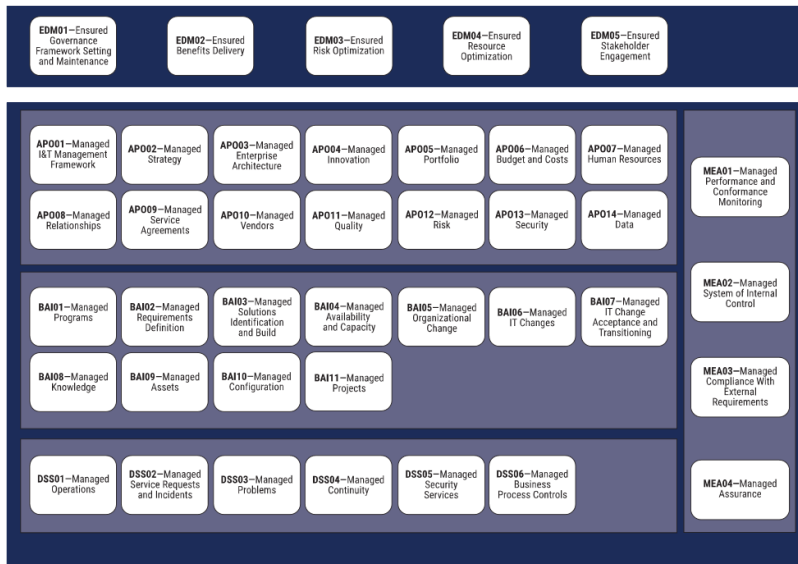 EDM01—Ensured
Governance
Framework Setting
and Maintenance
EDM02—Ensured
Benefits Delivery
EDM03—Ensured
Risk Optimization
EDM04—Ensured
Resource
Optimization
EDM05—Ensured
Stakeholder
Engagement
APO01—Managed
I&T Management
Framework
APO02—Managed
Strategy
APO03—Managed
Enterprise
Architecture
APO04—Managed
Innovation
APO05—Managed
Portfolio
APO06—Managed
Budget and Costs
APO07—Managed
Human Resources
APO08—Managed
Relationships
APO09—Managed
Service
Agreements
APO10—Managed
Vendors
APO11—Managed
Quality
APO12—Managed
Risk
APO13—Managed
Security
APO14—Managed
Data
BAI01—Managed
Programs
BAI02—Managed
Requirements
Definition
BAI03—Managed
Solutions
Identification
and Build
BAI04—Managed
Availability
and Capacity
BAI05—Managed
Organizational
Change
BAI06—Managed
IT Changes
BAI07—Managed
IT Change
Acceptance and
Transitioning
BAI08—Managed
Knowledge
BAI09—Managed
Assets
BAI10—Managed
Configuration
BAI11—Managed
Projects
DSS01—Managed
Operations
DSS02—Managed
Service Requests
and Incidents
DSS03—Managed
Problems
DSS04—Managed
Continuity
DSS05—Managed
Security
Services
DSS06—Managed
Business
Process Controls
MEA01—Managed
Performance and
Conformance
Monitoring
MEA02—Managed
System of Internal
Control
MEA03—Managed
Compliance With
External
Requirements
MEA04—Managed
Assurance